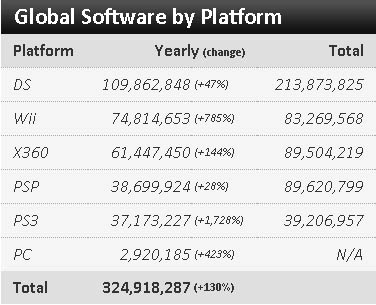 Global Software by Platform
Platform Yearly (change) Total
DS 109,862,848 (+47%) 213,873,825
Wii 74,814,653 (+785%) 83,269,568
X360 61,447,450 (+144%) 89,504,219
PSP 38,699,924 (+28%) 89,620,799
PS3 37,173,227 (+1,728%) 39,206,957
PC 2,920,185 (+423%) N/A
Total 324,918,287 (+130%)